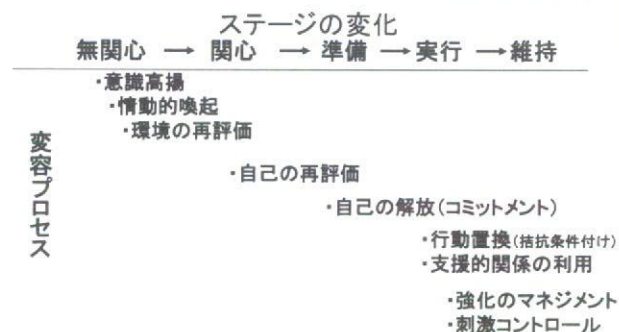 ステージの変化
無関心 → 関心 → 準備 → 実行 → 維持
変容プロセス
・意識高揚
・情動的喚起
・環境の再評価
・自己の再評価
・自己の解放(コミットメント)
・行動置換(拮抗条件付け)
・支援的関係の利用
・強化のマネジメント
・刺激コントロール